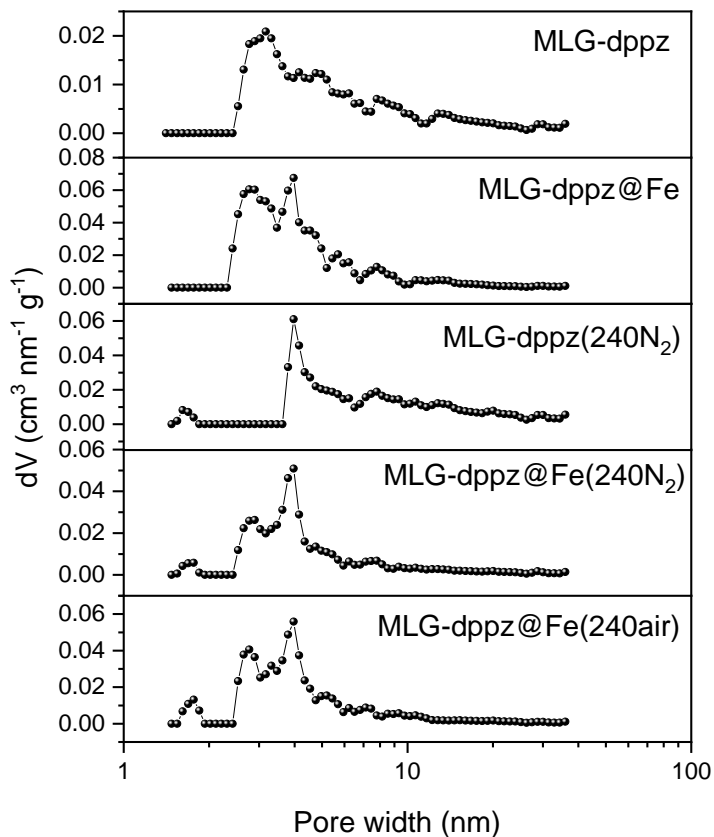 0.02
MLG-dppz
0.01
0.00
0.08
0.06
MLG-dppz@Fe
0.04
0.02
0.00
0.06
MLG-dppz(240N₂)
0.04
0.02
0.00
0.06
MLG-dppz@Fe(240N₂)
0.04
0.02
0.00
0.06
MLG-dppz@Fe(240air)
0.04
0.02
0.00
dV (cm³ nm⁻¹ g⁻¹)
1 10 100
Pore width (nm)